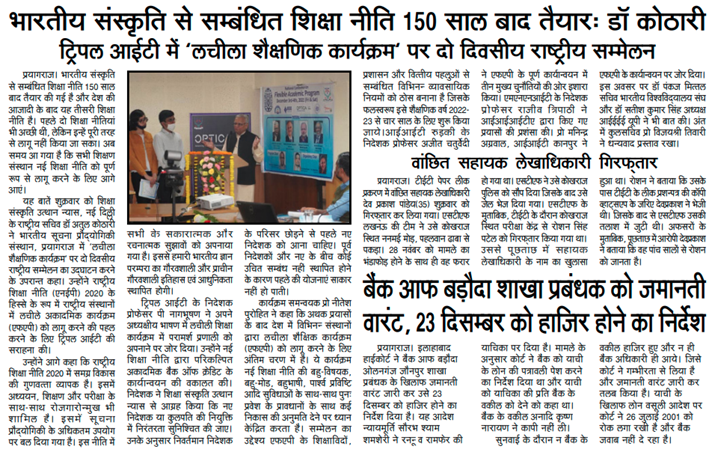 भारतीय संस्कृति से सम्बंधित शिक्षा नीति 150 साल बाद तैयारः डॉ कोठारी
ट्रिपल आईटी में 'लचीला शैक्षणिक कार्यक्रम' पर दो दिवसीय राष्ट्रीय सम्मेलन
प्रयागराज। भारतीय संस्कृति
से सम्बंधित शिक्षा नीति 150
साल बाद तैयार की गई है और देश की
आजादी के बाद यह तीसरी शिक्षा
नीति है। पहले दो शिक्षा नीतियां
भी अच्छी थी, लेकिन इन्हें पूरी तरह
से लागू नहीं किया जा सका। अब
समय आ गया है कि सभी शिक्षण
संस्थान नई शिक्षा नीति को पूर्ण
रूप से लागू करने के लिए आगे
आएं।
यह बातें शुक्रवार को शिक्षा
संस्कृति उत्थान न्यास, नई दिल्ली
के राष्ट्रीय सचिव डॉ अतुल कोठारी
ने भारतीय सूचना प्रौद्योगिकी
संस्थान, प्रयागराज में 'लचीला
शैक्षणिक कार्यक्रम' पर दो दिवसीय
राष्ट्रीय सम्मेलन का उद्घाटन करने
के उपरान्त कहा। उन्होंने राष्ट्रीय
शिक्षा नीति (एनईपी) 2020 के
हिस्से के रूप में राष्ट्रीय संस्थानों
में लचीले अकादमिक कार्यक्रम
(एफएपी) को लागू करने की पहल
करने के लिए ट्रिपल आईटी की
सराहना की।
उन्होंने आगे कहा कि राष्ट्रीय
शिक्षा नीति 2020 में समग्र विकास
की गुणवत्ता व्यापक है। इसमें
अध्ययन, शिक्षण और परीक्षा के
साथ-साथ रोजगारोन्मुख भी
शामिल है। इसमें सूचना
प्रौद्योगिकी के अधिकतम उपयोग
पर बल दिया गया है। इस नीति में
Flexible Academic Program
OPTIC
सभी के सकारात्मक और
रचनात्मक सुझावों को अपनाया
गया है। इससे हमारी भारतीय ज्ञान
परम्परा का गौरवशाली और प्राचीन
गौरवशाली इतिहास एवं आधुनिकता
स्थापित होगी।
ट्रिपल आईटी के निदेशक
प्रोफेसर पी नागभूषण ने अपने
अध्यक्षीय भाषण में लचीली शिक्षा
कार्यक्रम में परामर्श प्रणाली को
अपनाने पर जोर दिया। उन्होंने नई
शिक्षा नीति द्वारा परिकल्पित
अकादमिक बैंक ऑफ क्रेडिट के
कार्यान्वयन की वकालत की।
निदेशक ने शिक्षा संस्कृति उत्थान
न्यास से आग्रह किया कि नए
निदेशक या कुलपति की नियुक्ति
में निरंतरता सुनिश्चित की जाए।
उनके अनुसार निवर्तमान निदेशक
के परिसर छोड़ने से पहले नए
निदेशक को आना चाहिए। पूर्व
निदेशकों और नए के बीच कोई
उचित सम्बंध नही स्थापित होने
के कारण पहले की योजनाएं साकार
नहीं हो पाती।
कार्यक्रम समन्वयक प्रो नीतेश
पुरोहित ने कहा कि अथक प्रयासों
के बाद देश में विभिन्न संस्थानों
द्वारा लचीला शैक्षिक कार्यक्रम
(एफएपी) को लागू करने के लिए
अंतिम चरण में है। ये कार्यक्रम
नई शिक्षा नीति की बहु-विषयक,
बहु-मोड, बहुभाषी, पार्श्व प्रविष्टि
आदि सुविधाओं के साथ-साथ पुनः
प्रवेश के प्रावधानों के साथ कई
निकास की अनुमति देने पर ध्यान
केन्द्रित करता है। सम्मेलन का
उद्देश्य एफएपी के शिक्षाविदों,
प्रशासन और वित्तीय पहलुओं से
सम्बंधित विभिन्न व्यावसायिक
नियमों को ठोस बनाना है जिसके
फलस्वरूप इसे शैक्षणिक वर्ष 2022-
23 से चार साल के लिए शुरू किया
जाये।आईआईटी रुड़की के
निदेशक प्रोफेसर अजीत चतुर्वेदी
ने एफएपी के पूर्ण कार्यान्वयन में
तीन मुख्य चुनौतियों की ओर इशारा
किया। एमएनएनआईटी के निदेशक
प्रोफेसर राजीव त्रिपाठी ने
आईआईआईटीए द्वारा किए गए
प्रयासों की प्रशंसा की। प्रो मनिन्द्र
अग्रवाल, आईआईटी कानपुर ने
एफएपी के कार्यान्वयन पर जोर दिया।
इस अवसर पर डॉ पंकज मित्तल
सचिव भारतीय विश्वविद्यालय संघ
और डॉ सतीश कुमार सिंह अध्यक्ष
आईईईई यूपी ने भी बात की। अंत
में कुलसचिव प्रो विजयश्री तिवारी
ने धन्यवाद प्रस्ताव रखा।
वांछित सहायक लेखाधिकारी गिरफ्तार
प्रयागराज। टीईटी पेपर लीक
प्रकरण में वांछित सहायक लेखाधिकारी
देव प्रकाश पांडेय(35) शुक्रवार को
गिरफ्तार कर लिया गया। एसटीएफ
लखनऊ की टीम ने उसे कोखराज
स्थित ननमई मोड़, पहलवान ढाबा से
पकड़ा। 28 नवंबर को मामले का
भंडाफोड़ होने के साथ ही वह फरार
हो गया था। एसटीएफ ने उसे कोखराज
पुलिस को सौंप दिया जिसके बाद उसे
जेल भेज दिया गया। एसटीएफ के
मुताबिक, टीईटी के दौरान कोखराज
स्थित परीक्षा केंद्र से रोशन सिंह
पटेल को गिरफ्तार किया गया था।
उससे पूछताछ में सहायक
लेखाधिकारी के नाम का खुलासा
हुआ था। रोशन ने बताया कि उसके
पास टीईटी के लीक प्रश्नपत्र की कॉपी
व्हाट्सएप के जरिए देवप्रकाश ने भेजी
थी। जिसके बाद से एसटीएफ उसकी
तलाश में जुटी थी। अफसरों के
मुताबिक, पूछताछ में आरोपी देवप्रकाश
ने बताया कि वह पांच सालों से रोशन
को जानता है।
बैंक आफ बड़ौदा शाखा प्रबंधक को जमानती
वारंट, 23 दिसम्बर को हाजिर होने का निर्देश
प्रयागराज। इलाहाबाद
हाईकोर्ट ने बैंक आफ बड़ौदा
ओलनगंज जौनपुर शाखा
प्रबंधक के खिलाफ जमानती
वारंट जारी कर उसे 23
दिसम्बर को हाजिर होने का
निर्देश दिया है। यह आदेश
न्यायमूर्ति सौरभ श्याम
शमशेरी ने रन्नू व रामफेर की
याचिका पर दिया है। मामले के
अनुसार कोर्ट ने बैंक को याची
के लोन की पत्रावली पेश करने
का निर्देश दिया था और याची
को याचिका की प्रति बैंक के
वकील को देने को कहा था।
बैंक के वकील अनादि कृष्ण
नारायण ने कापी नहीं ली।
सुनवाई के दौरान न बैंक के
वकील हाजिर हुए और न ही
बैंक अधिकारी ही आये। जिसे
कोर्ट ने गम्भीरता से लिया है
और जमानती वारंट जारी कर
तलब किया है। याची के
खिलाफ लोन वसूली आदेश पर
कोर्ट ने 26 जुलाई 2001 को
रोक लगा रखी है और बैंक
जवाब नहीं दे रहा है।